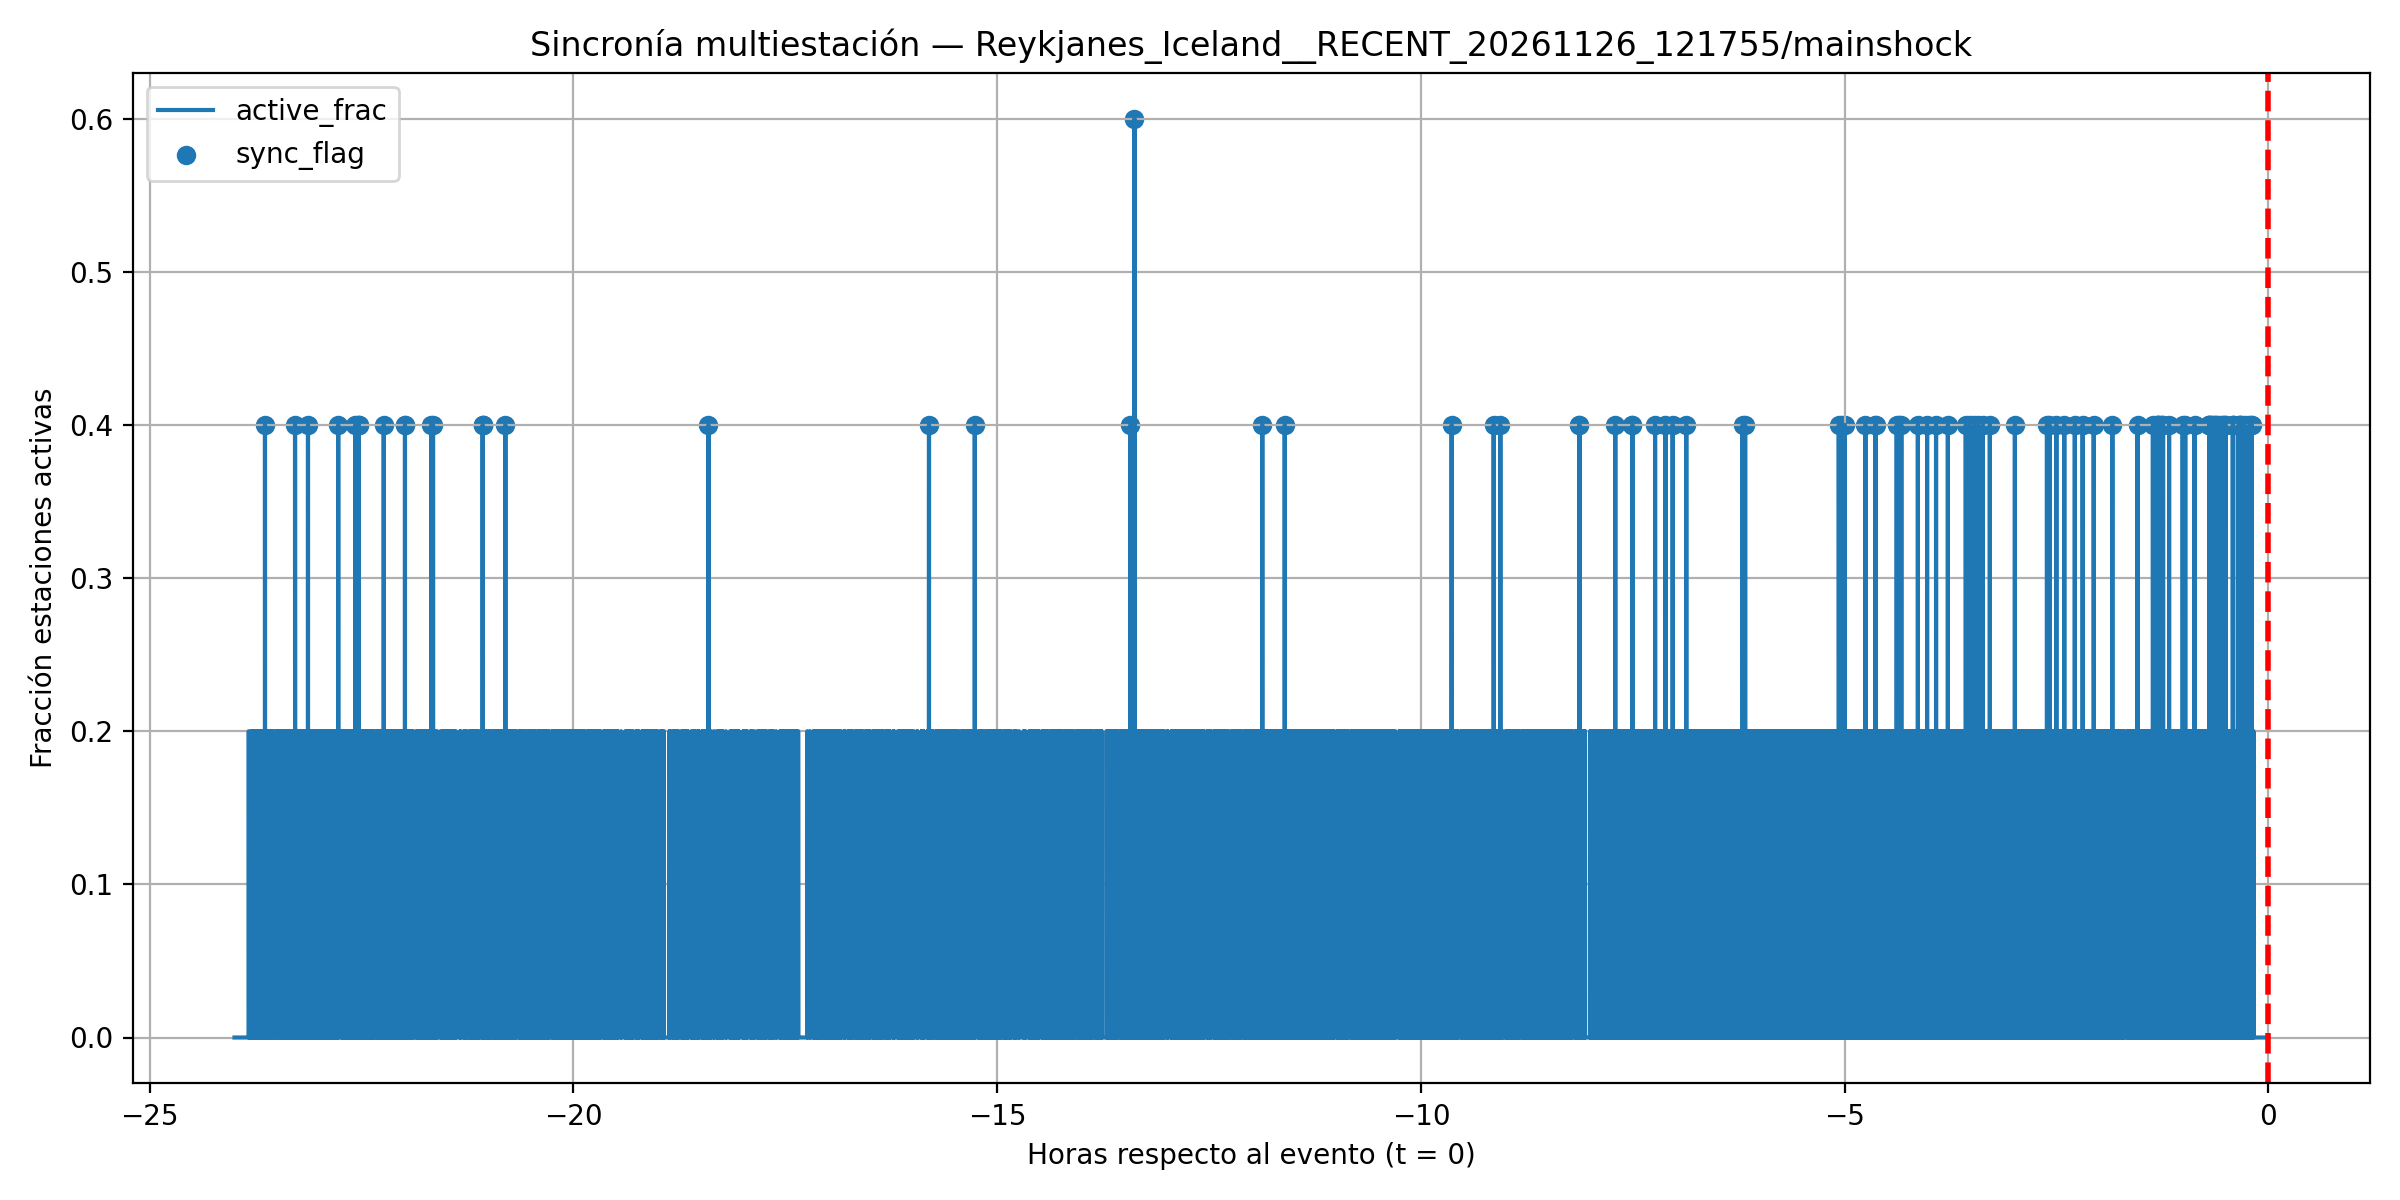 Sincronía multiestación — Reykjanes_Iceland__RECENT_20261126_121755/mainshock
active_frac
sync_flag
Fracción estaciones activas
0.6
0.5
0.4
0.3
0.2
0.1
0.0
−25
−20
−15
−10
−5
0
Horas respecto al evento (t = 0)